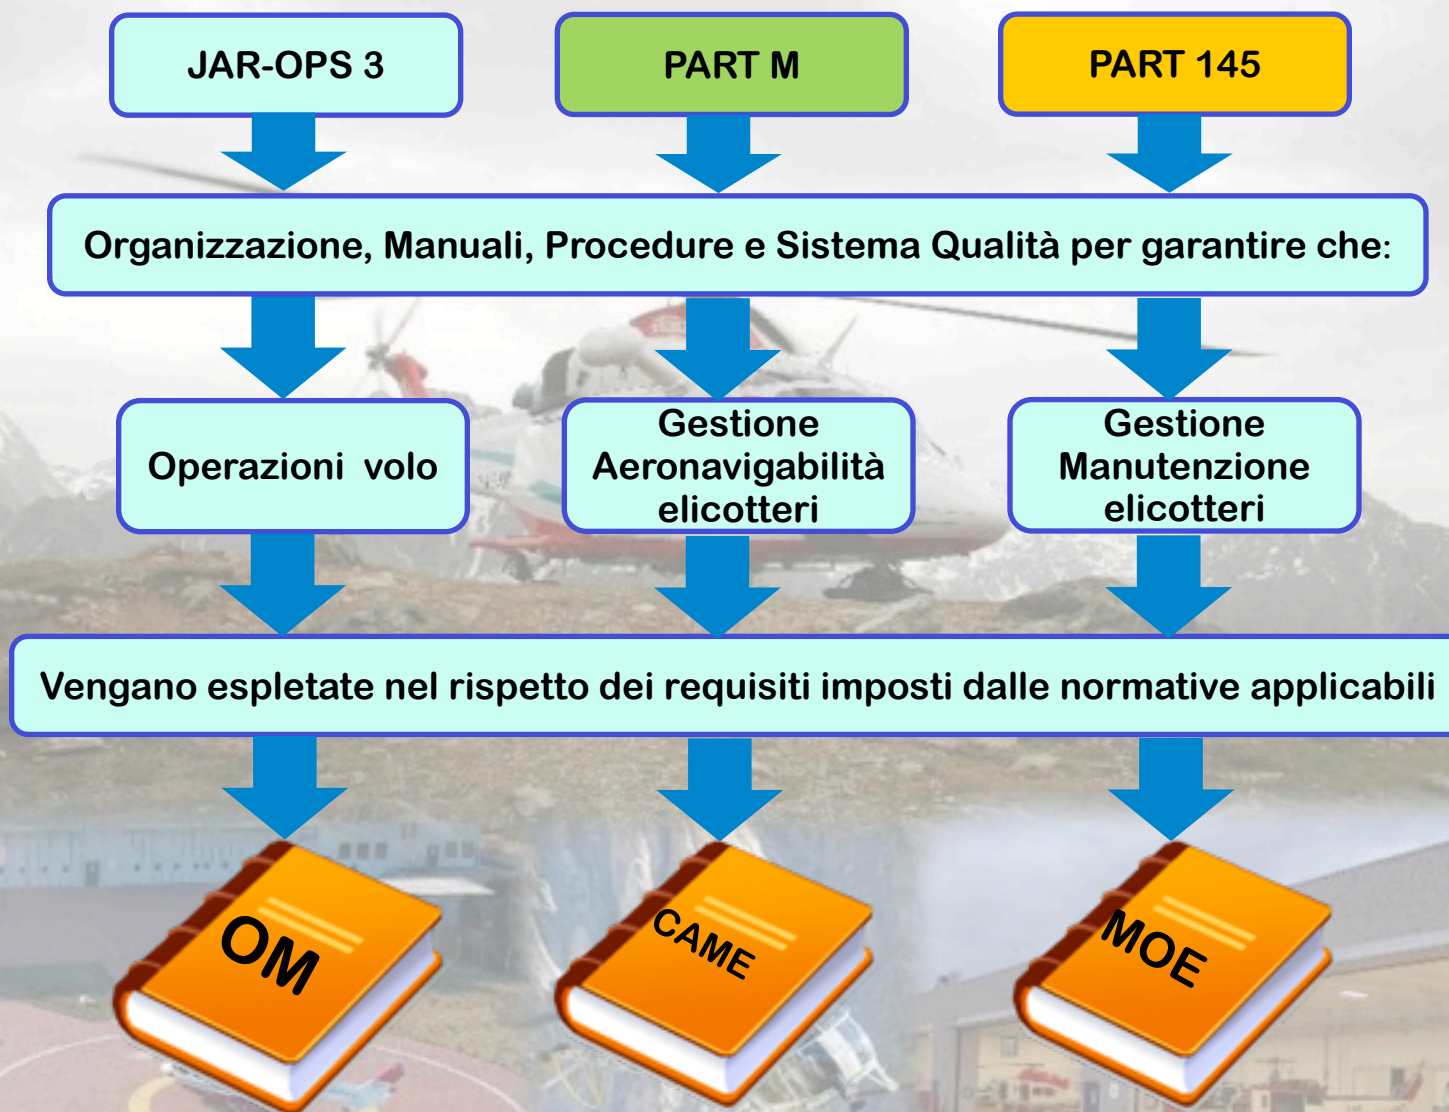 JAR-OPS 3
PART M
PART 145
Organizzazione, Manuali, Procedure e Sistema Qualità per garantire che:
Operazioni volo
Gestione
Aeronavigabilità
elicotteri
Gestione
Manutenzione
elicotteri
Vengano espletate nel rispetto dei requisiti imposti dalle normative applicabili
OM
CAME
MOE